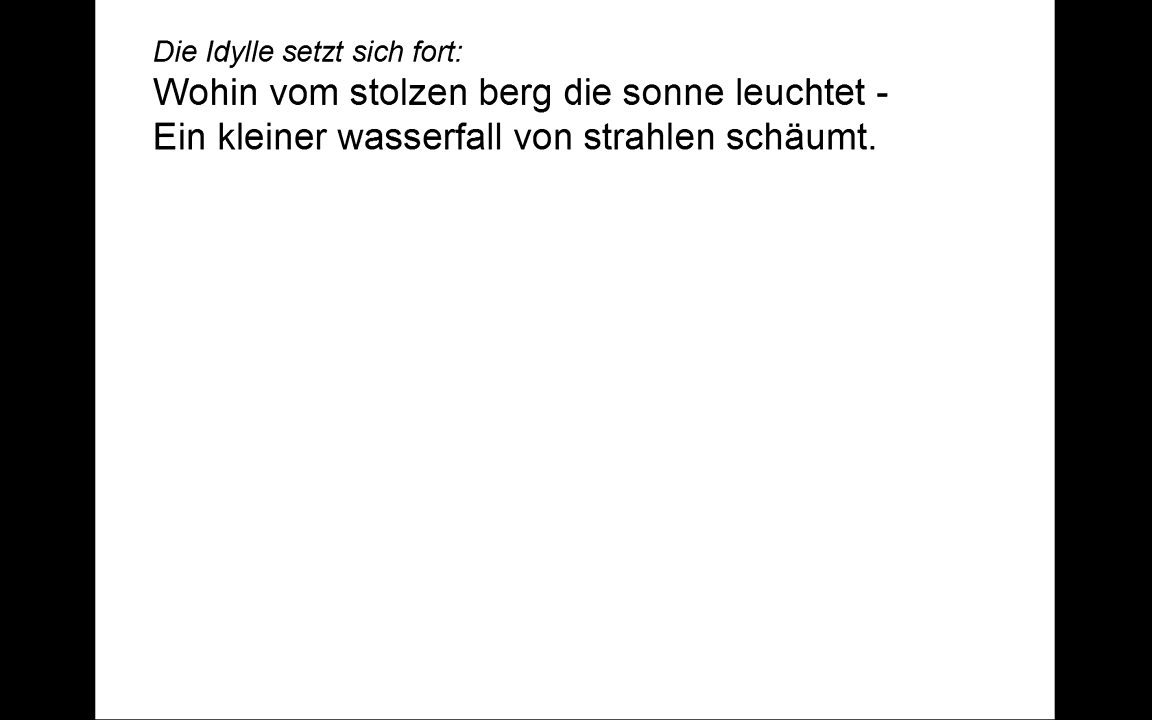 Die Idylle setzt sich fort:
Wohin vom stolzen berg die sonne leuchtet -
Ein kleiner wasserfall von strahlen schäumt.